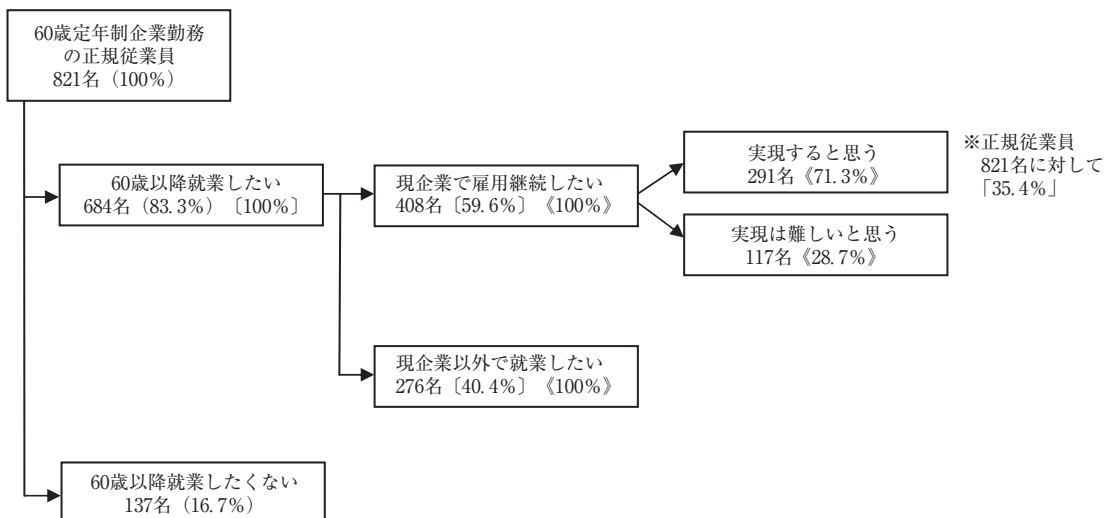 60歳定年制企業勤務
の正規従業員
821名（100%）
60歳以降就業したい
684名（83.3%）〔100%〕
現企業で雇用継続したい
408名〔59.6%〕《100%》
実現すると思う
291名《71.3%》
※正規従業員
821名に対して
「35.4%」
実現は難しいと思う
117名《28.7%》
現企業以外で就業したい
276名〔40.4%〕《100%》
60歳以降就業したくない
137名（16.7%）